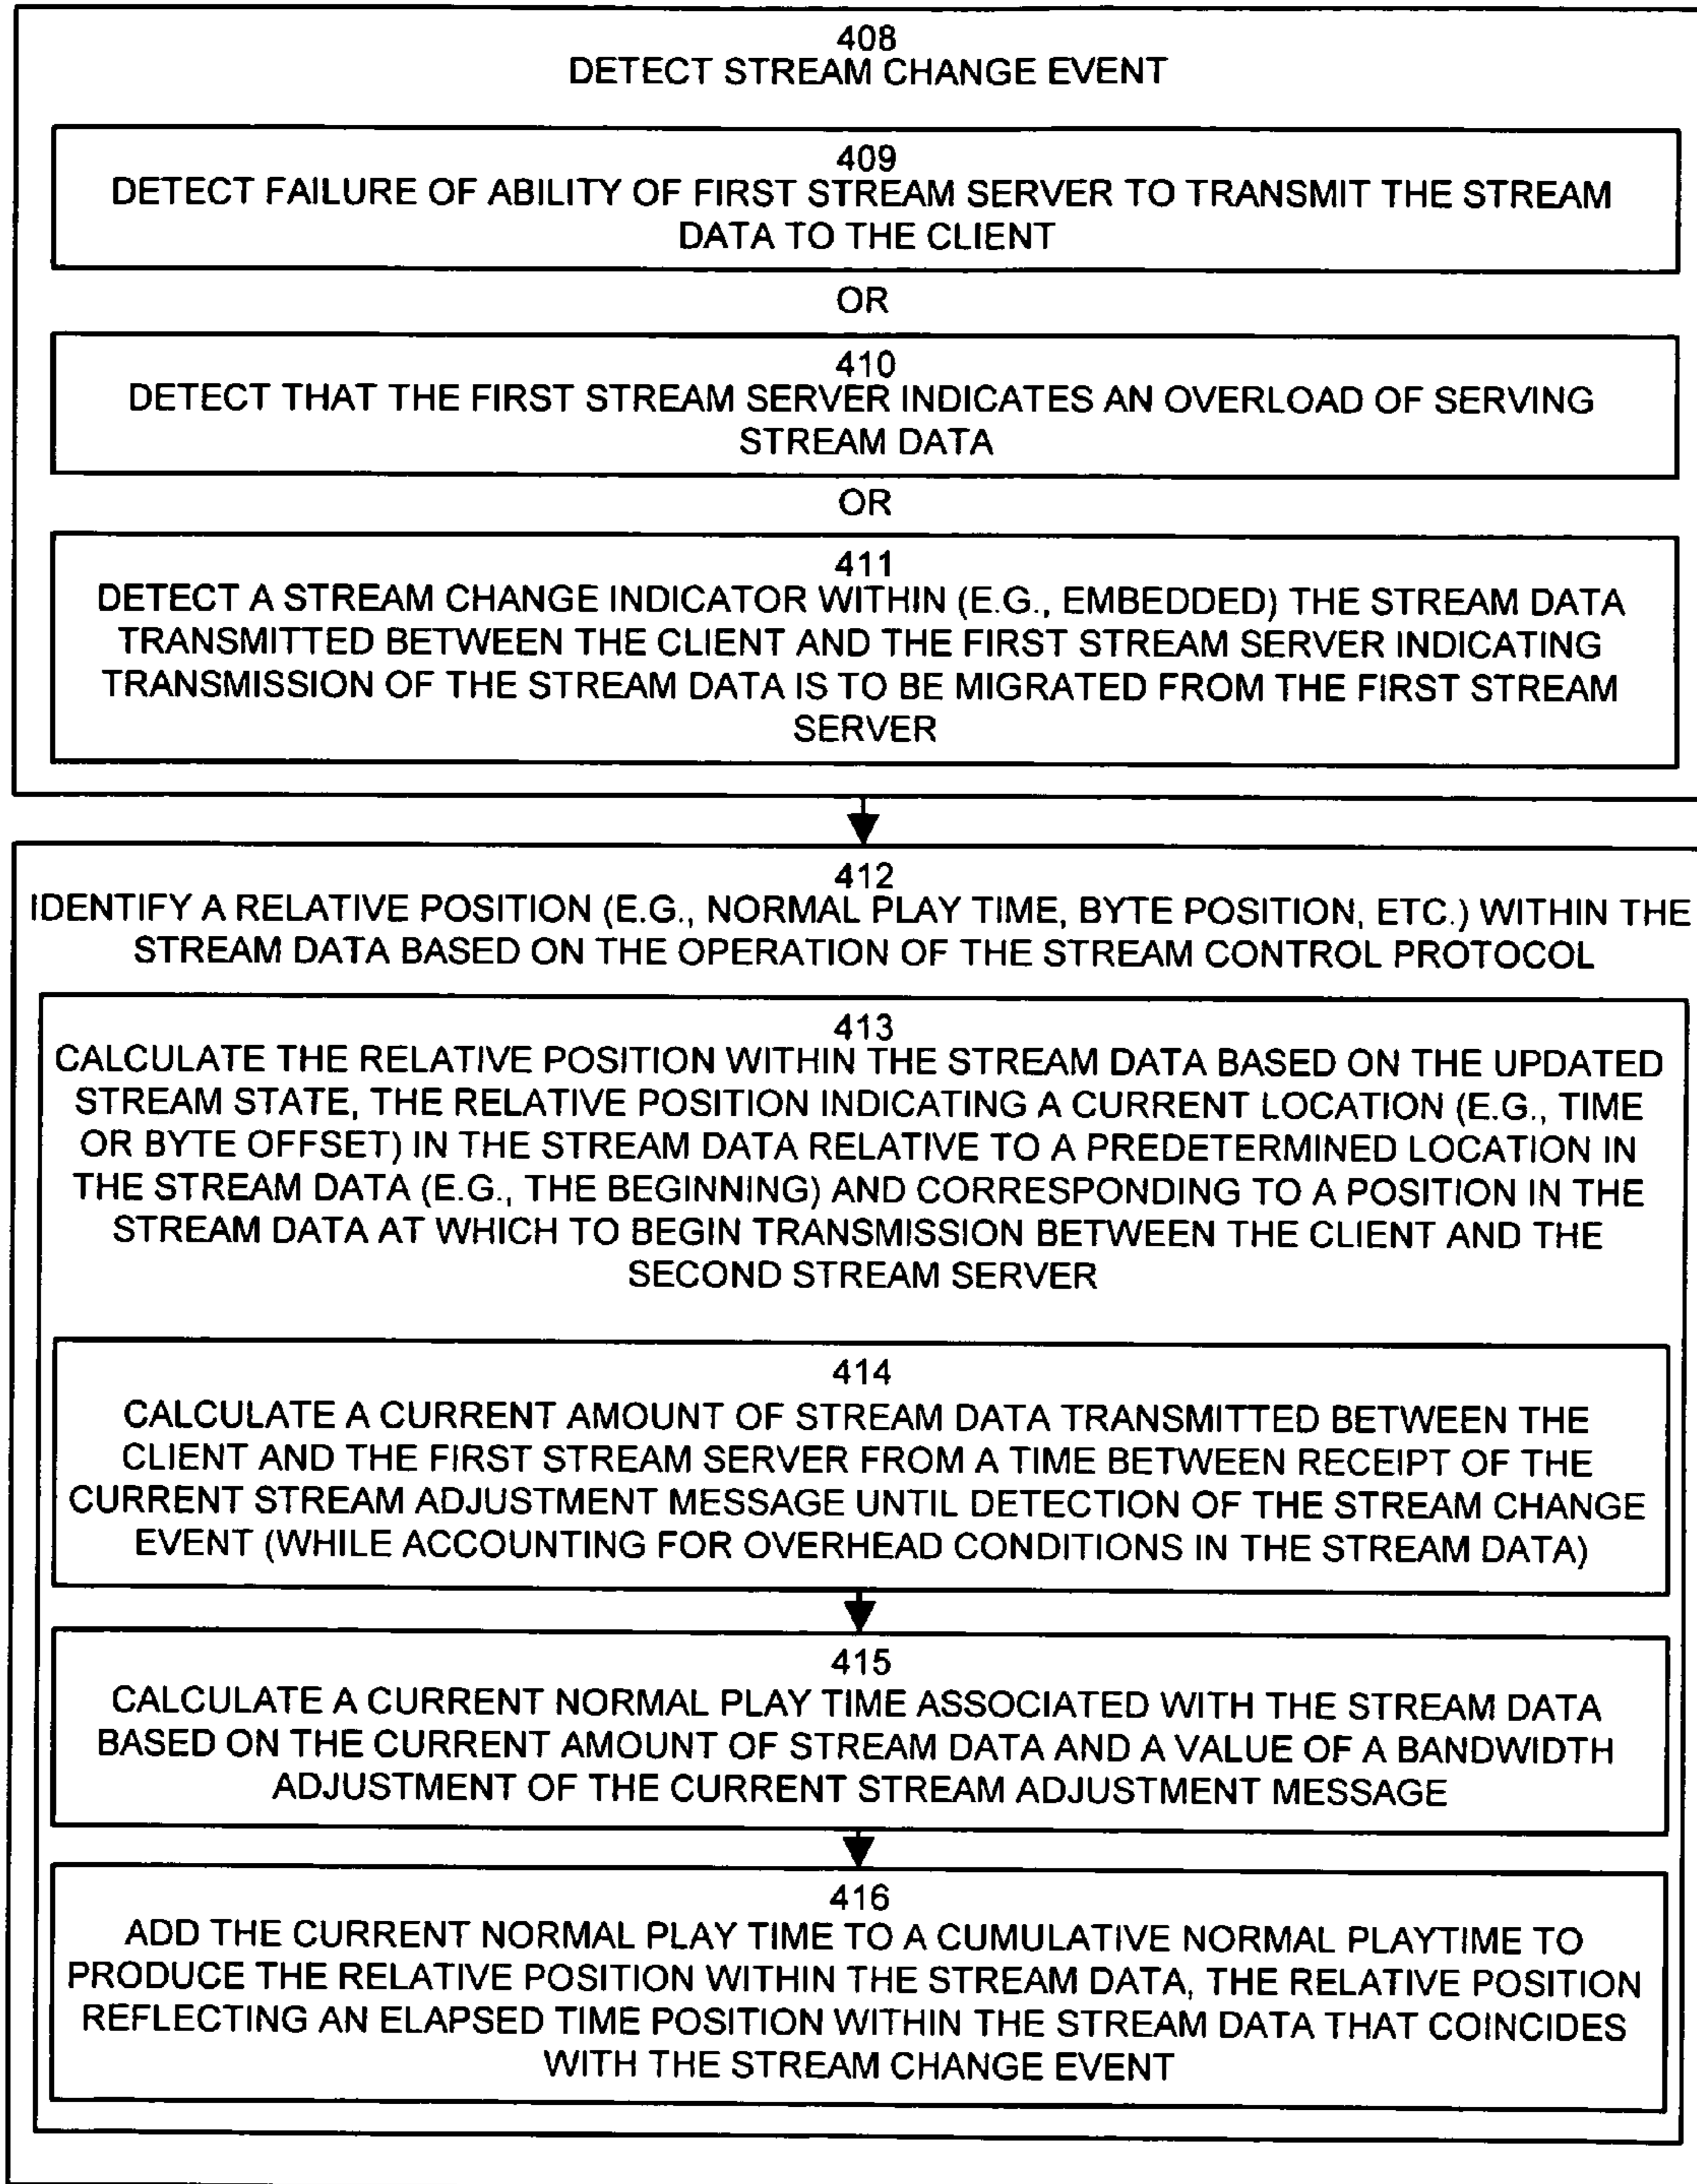 408
DETECT STREAM CHANGE EVENT
409
DETECT FAILURE OF ABILITY OF FIRST STREAM SERVER TO TRANSMIT THE STREAM
DATA TO THE CLIENT
OR
410
DETECT THAT THE FIRST STREAM SERVER INDICATES AN OVERLOAD OF SERVING
STREAM DATA
OR
411
DETECT A STREAM CHANGE INDICATOR WITHIN (E.G., EMBEDDED) THE STREAM DATA
TRANSMITTED BETWEEN THE CLIENT AND THE FIRST STREAM SERVER INDICATING
TRANSMISSION OF THE STREAM DATA IS TO BE MIGRATED FROM THE FIRST STREAM
SERVER
412
IDENTIFY A RELATIVE POSITION (E.G., NORMAL PLAY TIME, BYTE POSITION, ETC.) WITHIN THE
STREAM DATA BASED ON THE OPERATION OF THE STREAM CONTROL PROTOCOL
413
CALCULATE THE RELATIVE POSITION WITHIN THE STREAM DATA BASED ON THE UPDATED
STREAM STATE, THE RELATIVE POSITION INDICATING A CURRENT LOCATION (E.G., TIME
OR BYTE OFFSET) IN THE STREAM DATA RELATIVE TO A PREDETERMINED LOCATION IN
THE STREAM DATA (E.G., THE BEGINNING) AND CORRESPONDING TO A POSITION IN THE
STREAM DATA AT WHICH TO BEGIN TRANSMISSION BETWEEN THE CLIENT AND THE
SECOND STREAM SERVER
414
CALCULATE A CURRENT AMOUNT OF STREAM DATA TRANSMITTED BETWEEN THE
CLIENT AND THE FIRST STREAM SERVER FROM A TIME BETWEEN RECEIPT OF THE
CURRENT STREAM ADJUSTMENT MESSAGE UNTIL DETECTION OF THE STREAM CHANGE
EVENT (WHILE ACCOUNTING FOR OVERHEAD CONDITIONS IN THE STREAM DATA)
415
CALCULATE A CURRENT NORMAL PLAY TIME ASSOCIATED WITH THE STREAM DATA
BASED ON THE CURRENT AMOUNT OF STREAM DATA AND A VALUE OF A BANDWIDTH
ADJUSTMENT OF THE CURRENT STREAM ADJUSTMENT MESSAGE
416
ADD THE CURRENT NORMAL PLAY TIME TO A CUMULATIVE NORMAL PLAYTIME TO
PRODUCE THE RELATIVE POSITION WITHIN THE STREAM DATA, THE RELATIVE POSITION
REFLECTING AN ELAPSED TIME POSITION WITHIN THE STREAM DATA THAT COINCIDES
WITH THE STREAM CHANGE EVENT